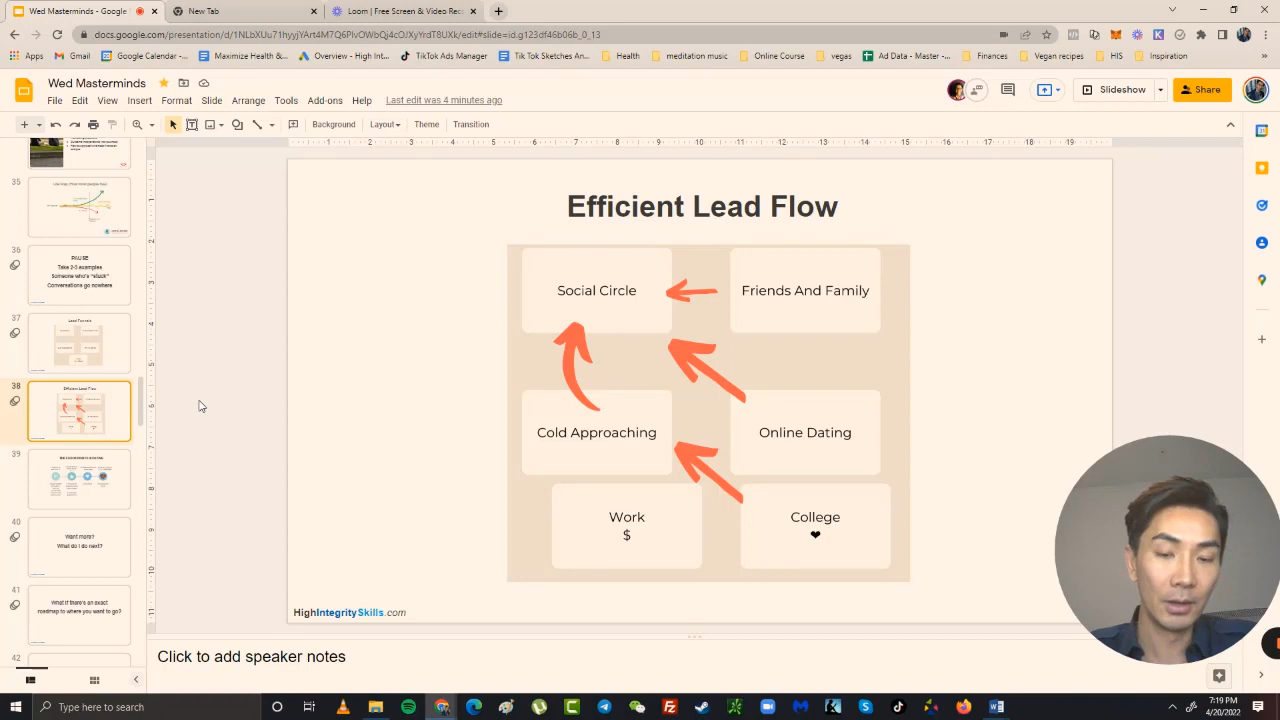 Wed Masterminds - Google
New Tab
Loom | Free Screen & Video Rec
docs.google.com/presentation/d/1NLbXUu71hyjYArt4M7Q6PIvOWbQj4cOJXyYrdT8UXk/edit#slide=id.g123df46b06b_0_13
Apps
Gmail
Google Calendar
Maximize Health &...
Overview - High Int...
TikTok Ads Manager
TikTok Sketches An...
Health
meditation music
Online Course
vegas
Ad Data - Master -...
Finances
Vegan recipes
HIS
Inspiration
»
Wed Masterminds
File Edit View Insert Format Slide Arrange Tools Add-ons Help Last edit was 4 minutes ago
Slideshow
Share
Background Layout Theme Transition
35
36
PAUSE
Take 2-5 examples
Someone who's "stuck"
Conversations go nowhere
37
Lead Funnels
38
Efficient Lead Flow
39
40
Want more?
What do I do next?
41
What if there's an exact
roadmap to where you want to go?
42
Efficient Lead Flow
Social Circle
Friends And Family
Cold Approaching
Online Dating
Work
$
College
❤
HighIntegritySkills.com
Click to add speaker notes
Type here to search
7:19 PM
4/20/2022